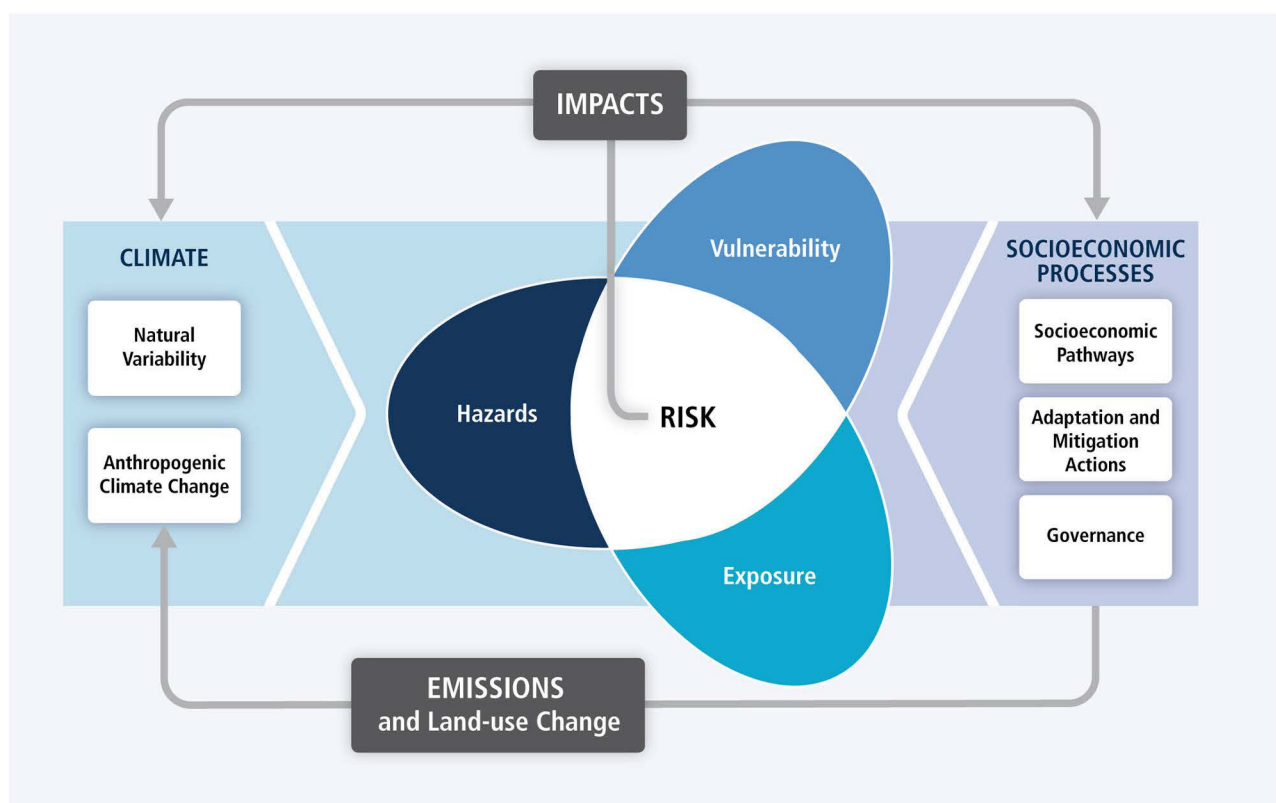 IMPACTS
CLIMATE
Natural
Variability
Anthropogenic
Climate Change
Vulnerability
Hazards
RISK
Exposure
SOCIOECONOMIC
PROCESSES
Socioeconomic
Pathways
Adaptation and
Mitigation
Actions
Governance
EMISSIONS
and Land-use Change